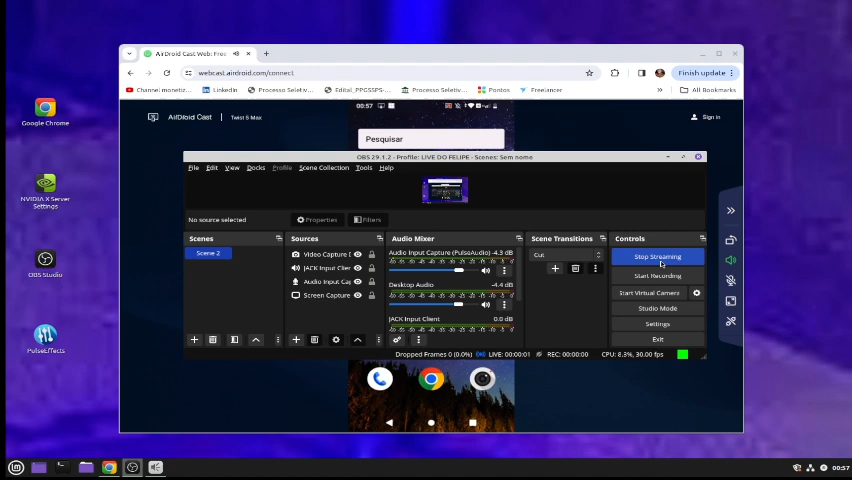 AirDroid Cast Web: Free
webcast.airdroid.com/connect
Finish update
Channel monetiz...
LinkedIn
Processo Seletiv...
Edital_PPGSSPS-...
Processo Seletiv...
Pontos
Freelancer
All Bookmarks
AirDroid Cast
Twist 5 Max
00:57
Sign in
Pesquisar
OBS 29.1.2 - Profile: LIVE DO FELIPE - Scenes: Sem nome
File Edit View Docks Profile Scene Collection Tools Help
No source selected
Properties
Filters
Scenes
Sources
Audio Mixer
Scene Transitions
Controls
Scene 2
Video Capture D
JACK Input Clier
Audio Input Cap
Screen Capture
Audio Input Capture (PulseAudio) -4.3 dB
Desktop Audio -4.4 dB
JACK Input Client 0.0 dB
Cut
Stop Streaming
Start Recording
Start Virtual Camera
Studio Mode
Settings
Exit
Dropped Frames 0 (0.0%) LIVE: 00:00:01 REC: 00:00:00 CPU: 8.3%, 30.00 fps
Google Chrome
NVIDIA X Server
Settings
OBS Studio
PulseEffects
00:57